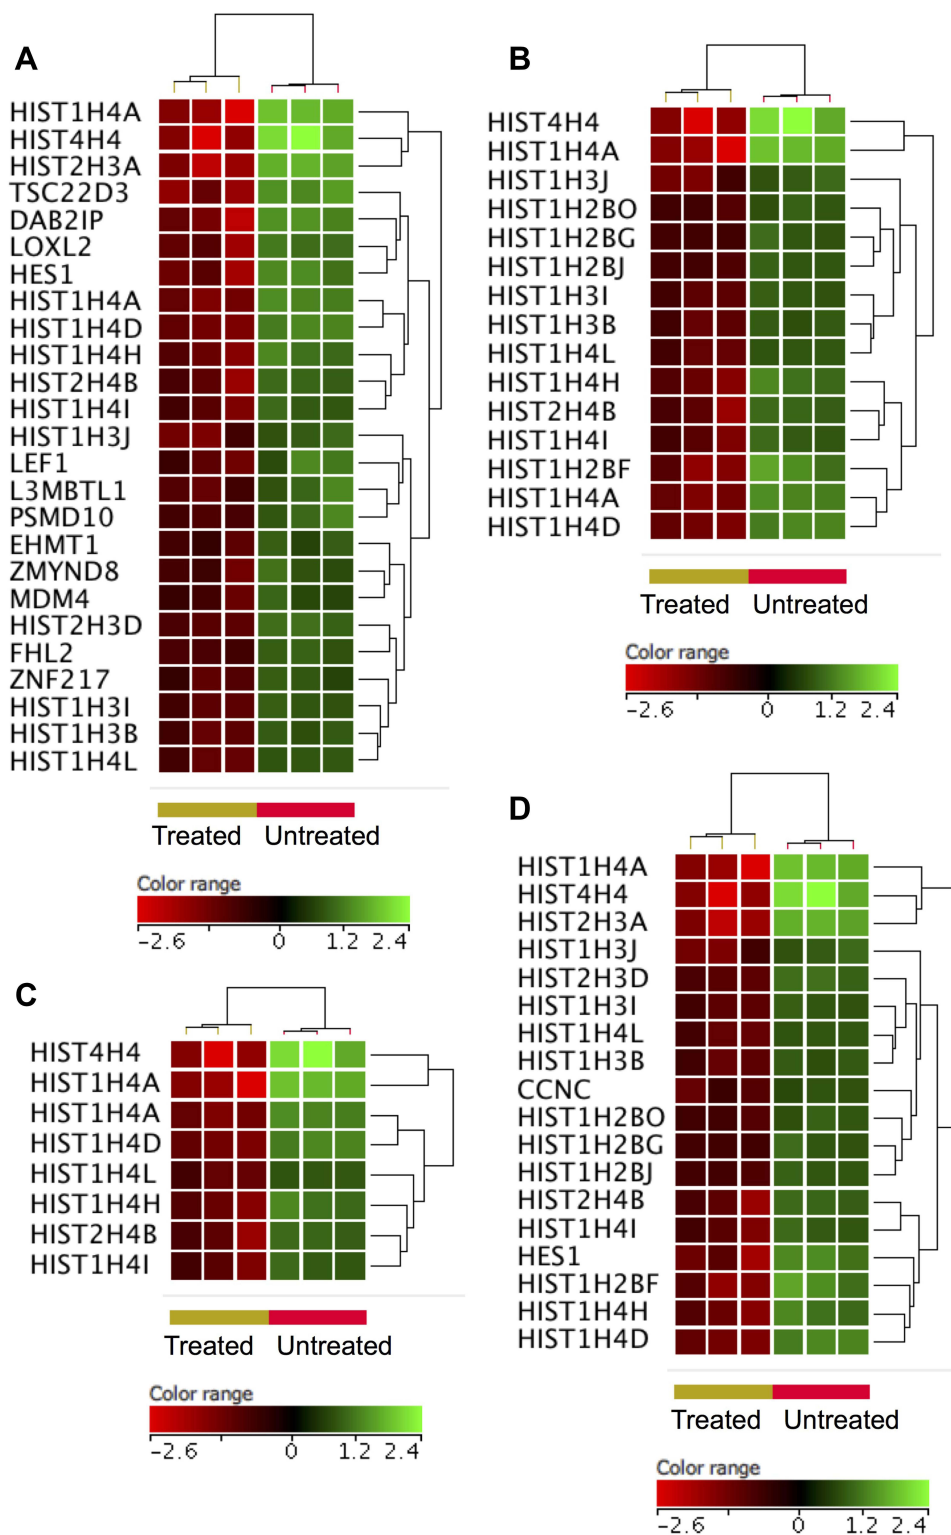 A
HIST1H4A
HIST4H4
HIST2H3A
TSC22D3
DAB2IP
LOXL2
HES1
HIST1H4A
HIST1H4D
HIST1H4H
HIST2H4B
HIST1H4I
HIST1H3J
LEF1
L3MBTL1
PSMD10
EHMT1
ZMYND8
MDM4
HIST2H3D
FHL2
ZNF217
HIST1H3I
HIST1H3B
HIST1H4L
Treated Untreated
Color range
-2.6 0 1.2 2.4
B
HIST4H4
HIST1H4A
HIST1H3J
HIST1H2BO
HIST1H2BG
HIST1H2BJ
HIST1H3I
HIST1H3B
HIST1H4L
HIST1H4H
HIST2H4B
HIST1H4I
HIST1H2BF
HIST1H4A
HIST1H4D
Treated Untreated
Color range
-2.6 0 1.2 2.4
C
HIST4H4
HIST1H4A
HIST1H4A
HIST1H4D
HIST1H4L
HIST1H4H
HIST2H4B
HIST1H4I
Treated Untreated
Color range
-2.6 0 1.2 2.4
D
HIST1H4A
HIST4H4
HIST2H3A
HIST1H3J
HIST2H3D
HIST1H3I
HIST1H4L
HIST1H3B
CCNC
HIST1H2BO
HIST1H2BG
HIST1H2BJ
HIST2H4B
HIST1H4I
HES1
HIST1H2BF
HIST1H4H
HIST1H4D
Treated Untreated
Color range
-2.6 0 1.2 2.4